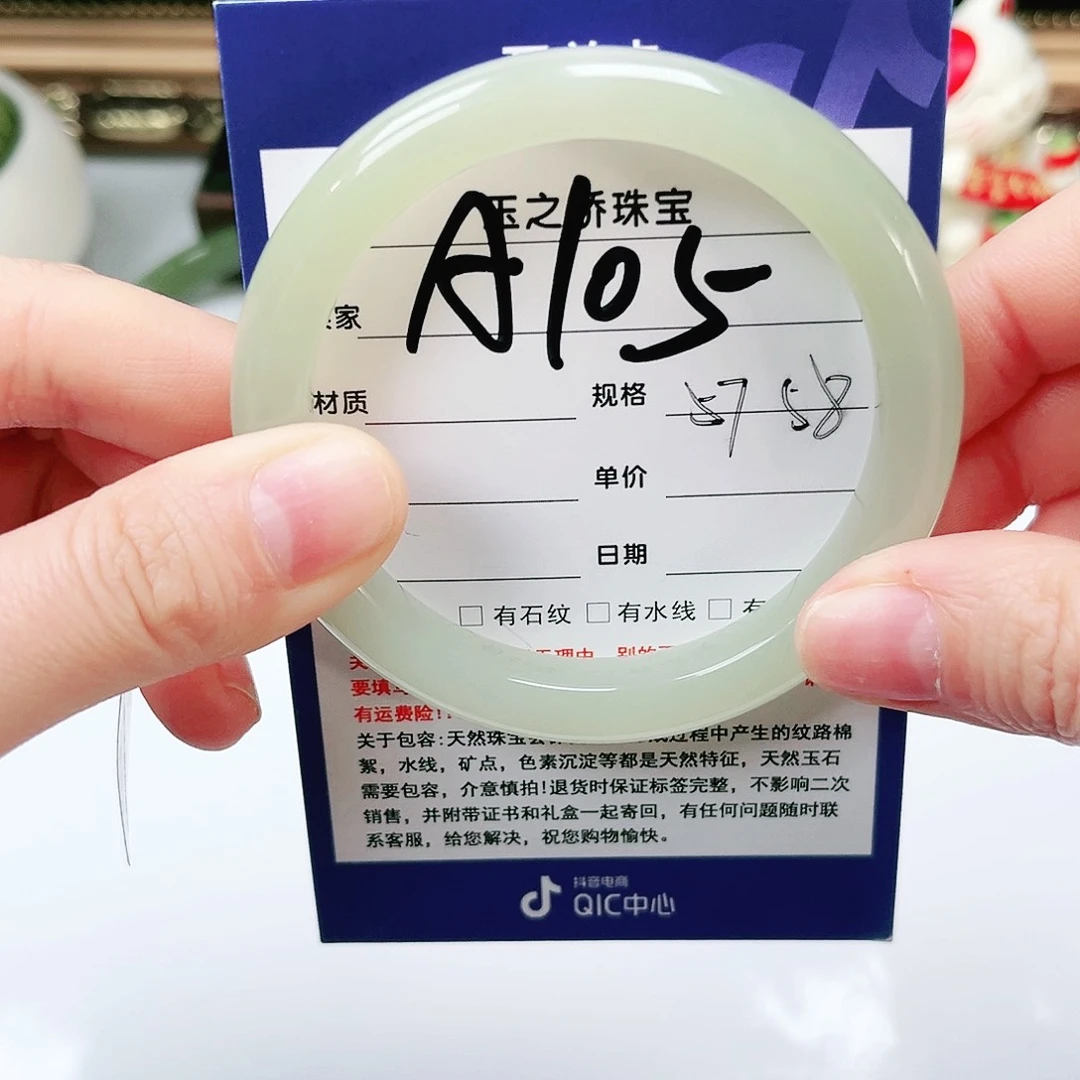 玉之娇珠宝
A105
家
材质
规格 57 58
单价
日期
□ 有石纹 □ 有水线 □ 有
无理由
要填
有运费险!
关于包容:天然珠宝 过程中产生的纹路棉
絮，水线，矿点，色素沉淀等都是天然特征，天然玉石
需要包容，介意慎拍!退货时保证标签完整，不影响二次
销售，并附带证书和礼盒一起寄回，有任何问题随时联
系客服，给您解决，祝您购物愉快。
抖音电商
QIC中心